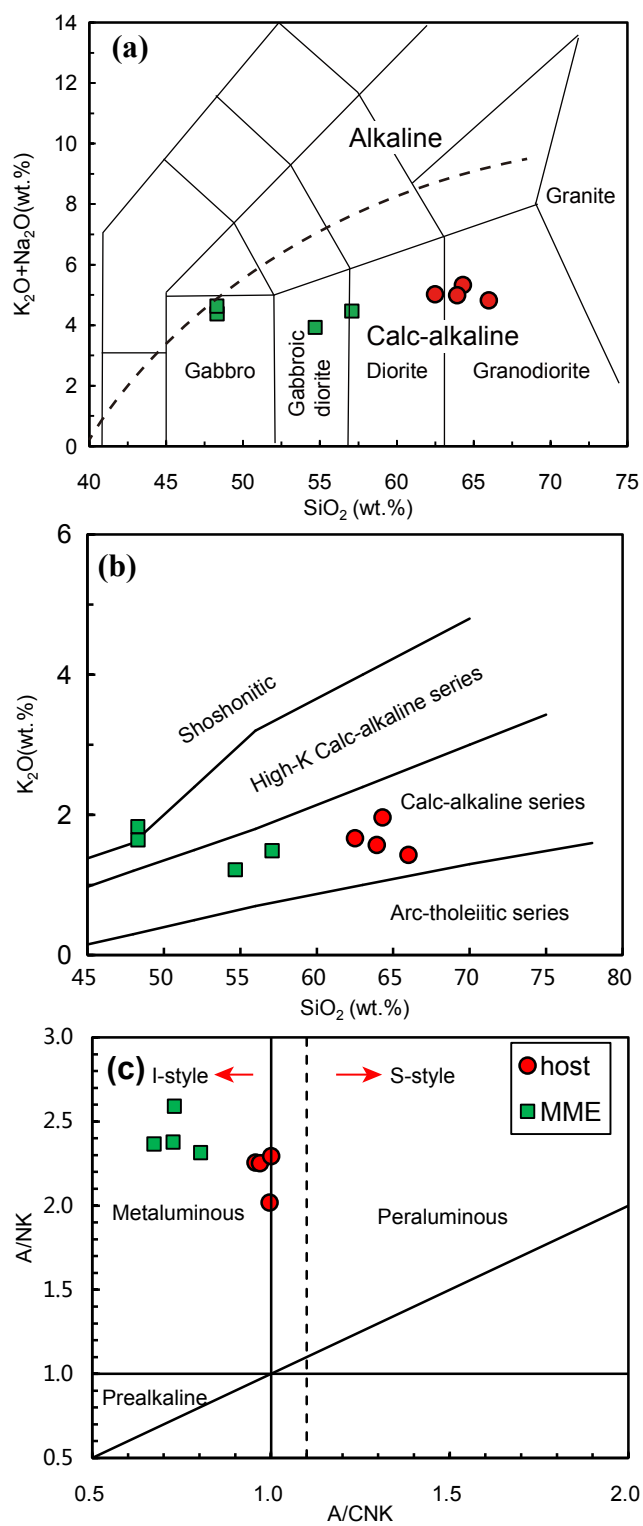 (a)
14
12
10
8
6
4
2
0
K₂O+Na₂O(wt.%)
Alkaline
Granite
Calc-alkaline
Gabbro
Gabbroic
diorite
Diorite
Granodiorite
40
45
50
55
60
65
70
75
SiO₂ (wt.%)
(b)
6
4
2
0
K₂O(wt.%)
Shoshonitic
High-K Calc-alkaline series
Calc-alkaline series
Arc-tholeiitic series
45
50
55
60
65
70
75
80
SiO₂ (wt.%)
(c)
3.0
2.5
2.0
1.5
1.0
0.5
A/NK
I-style
S-style
host
MME
Metaluminous
Peraluminous
Prealkaline
0.5
1.0
1.5
2.0
A/CNK